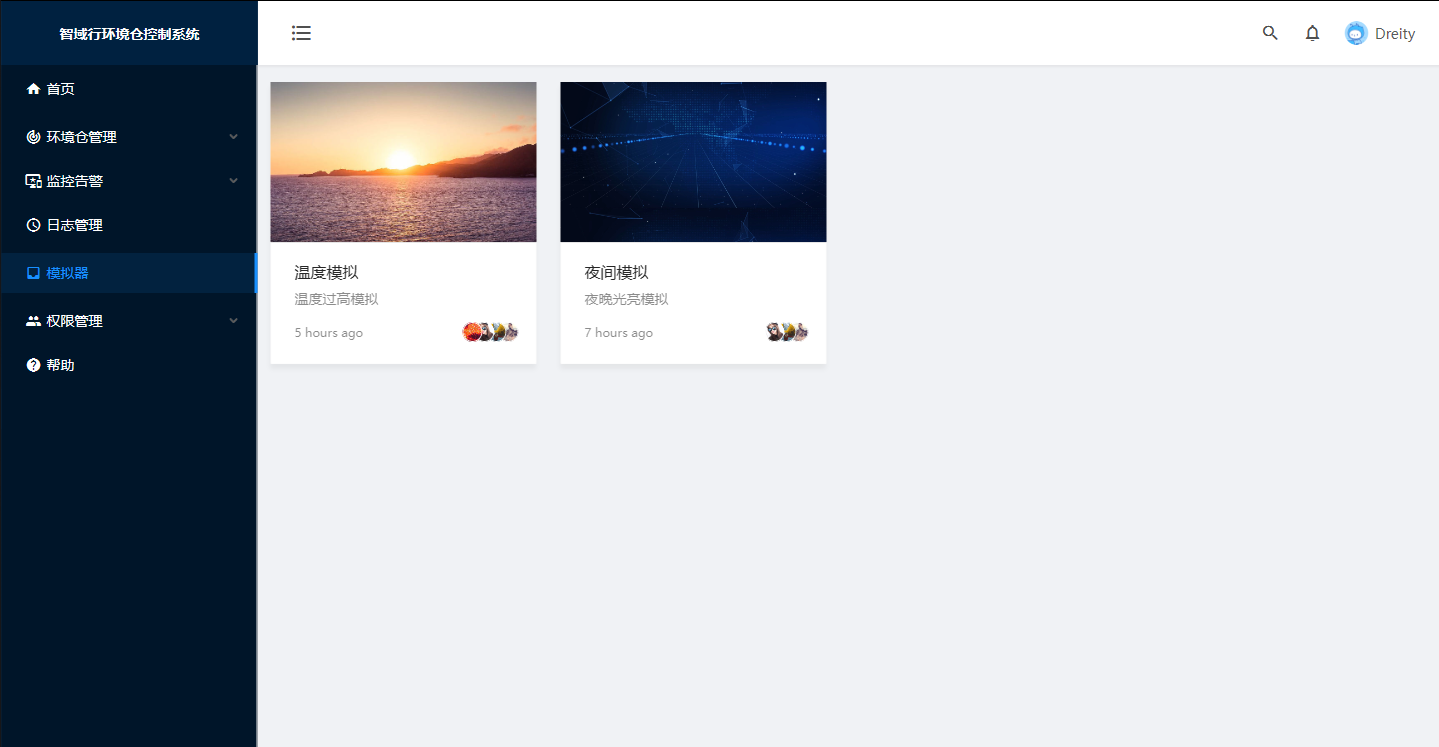 智域行环境仓控制系统
Dreity
首页
环境仓管理
监控告警
日志管理
模拟器
权限管理
帮助
温度模拟
温度过高模拟
5 hours ago
夜间模拟
夜晚光亮模拟
7 hours ago